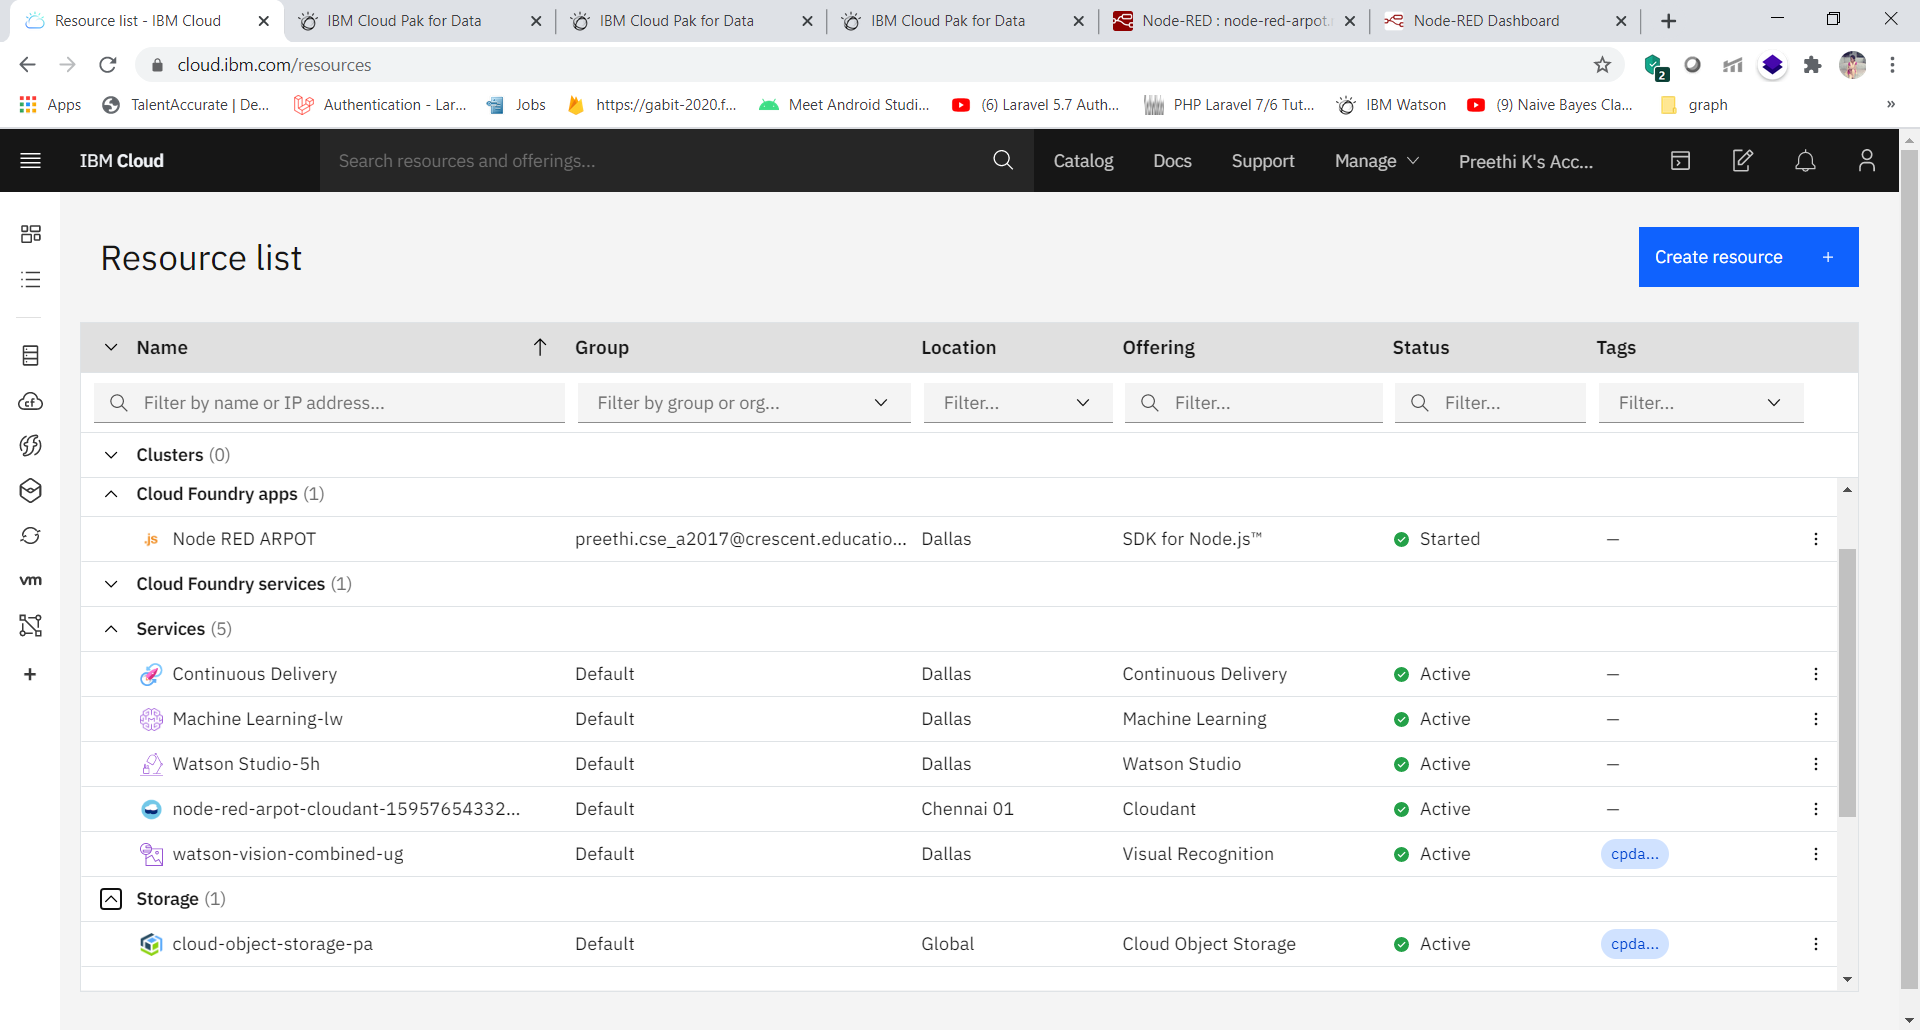 Resource list - IBM Cloud
IBM Cloud Pak for Data
IBM Cloud Pak for Data
IBM Cloud Pak for Data
Node-RED : node-red-arpot.
Node-RED Dashboard
cloud.ibm.com/resources
2
Apps
TalentAccurate | De...
Authentication - Lar...
Jobs
https://gabit-2020.f...
Meet Android Studi...
(6) Laravel 5.7 Auth...
PHP Laravel 7/6 Tut...
IBM Watson
(9) Naive Bayes Cla...
graph
»
IBM Cloud
Search resources and offerings...
Catalog
Docs
Support
Manage
Preethi K's Acc...
Resource list
Create resource +
Name Group Location Offering Status Tags
Filter by name or IP address... Filter by group or org... Filter... Filter... Filter... Filter...
Clusters (0)
Cloud Foundry apps (1)
.js Node RED ARPOT preethi.cse_a2017@crescent.educatio... Dallas SDK for Node.js™ Started —
Cloud Foundry services (1)
vm
Services (5)
Continuous Delivery Default Dallas Continuous Delivery Active —
Machine Learning-lw Default Dallas Machine Learning Active —
Watson Studio-5h Default Dallas Watson Studio Active —
node-red-arpot-cloudant-15957654332... Default Chennai 01 Cloudant Active —
watson-vision-combined-ug Default Dallas Visual Recognition Active cpda...
Storage (1)
cloud-object-storage-pa Default Global Cloud Object Storage Active cpda...